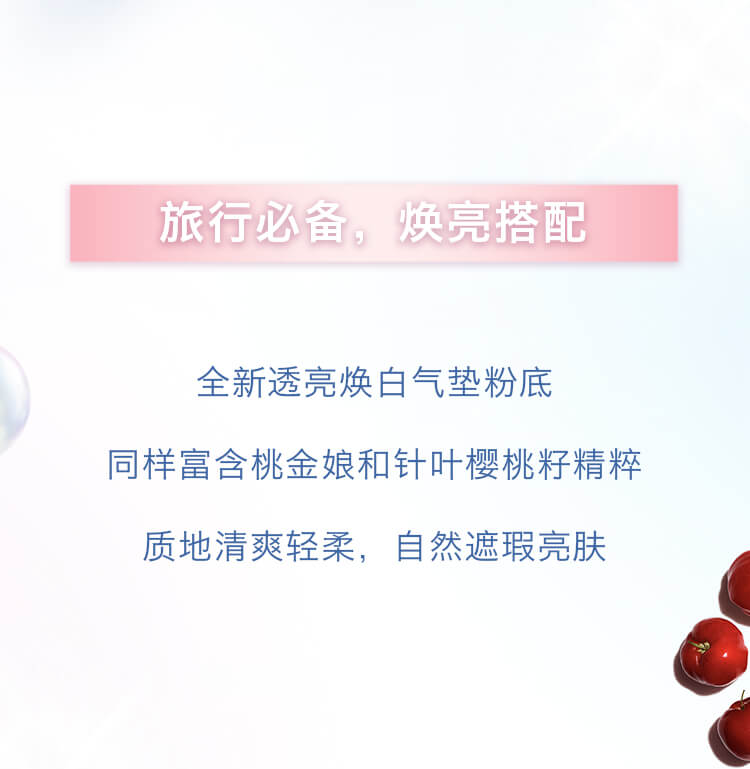 旅行必备，焕亮搭配
全新透亮焕白气垫粉底
同样富含桃金娘和针叶樱桃籽精粹
质地清爽轻柔，自然遮瑕亮肤